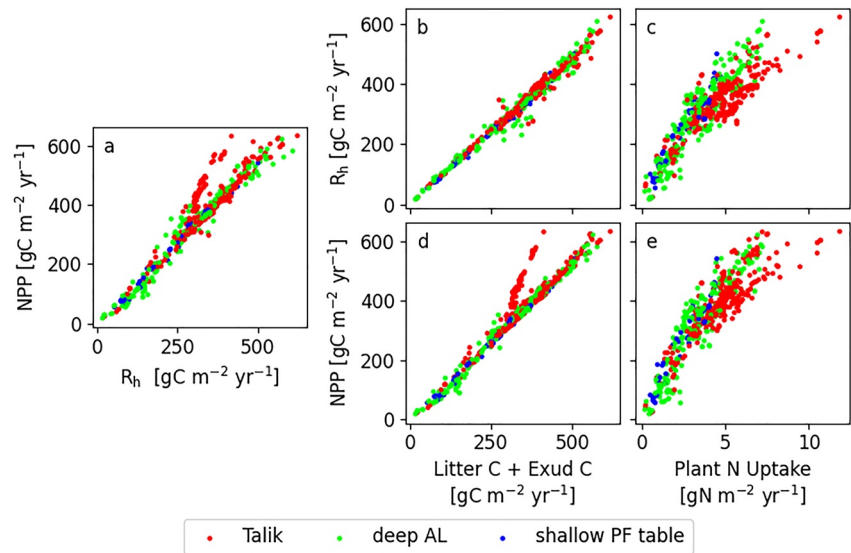 b
c
R_h [gC m⁻² yr⁻¹]
600
400
200
0
a
NPP [gC m⁻² yr⁻¹]
600
400
200
0
0
250
500
R_h [gC m⁻² yr⁻¹]
d
e
NPP [gC m⁻² yr⁻¹]
600
400
200
0
0
250
500
0
5
10
Litter C + Exud C
[gC m⁻² yr⁻¹]
Plant N Uptake
[gN m⁻² yr⁻¹]
Talik
deep AL
shallow PF table